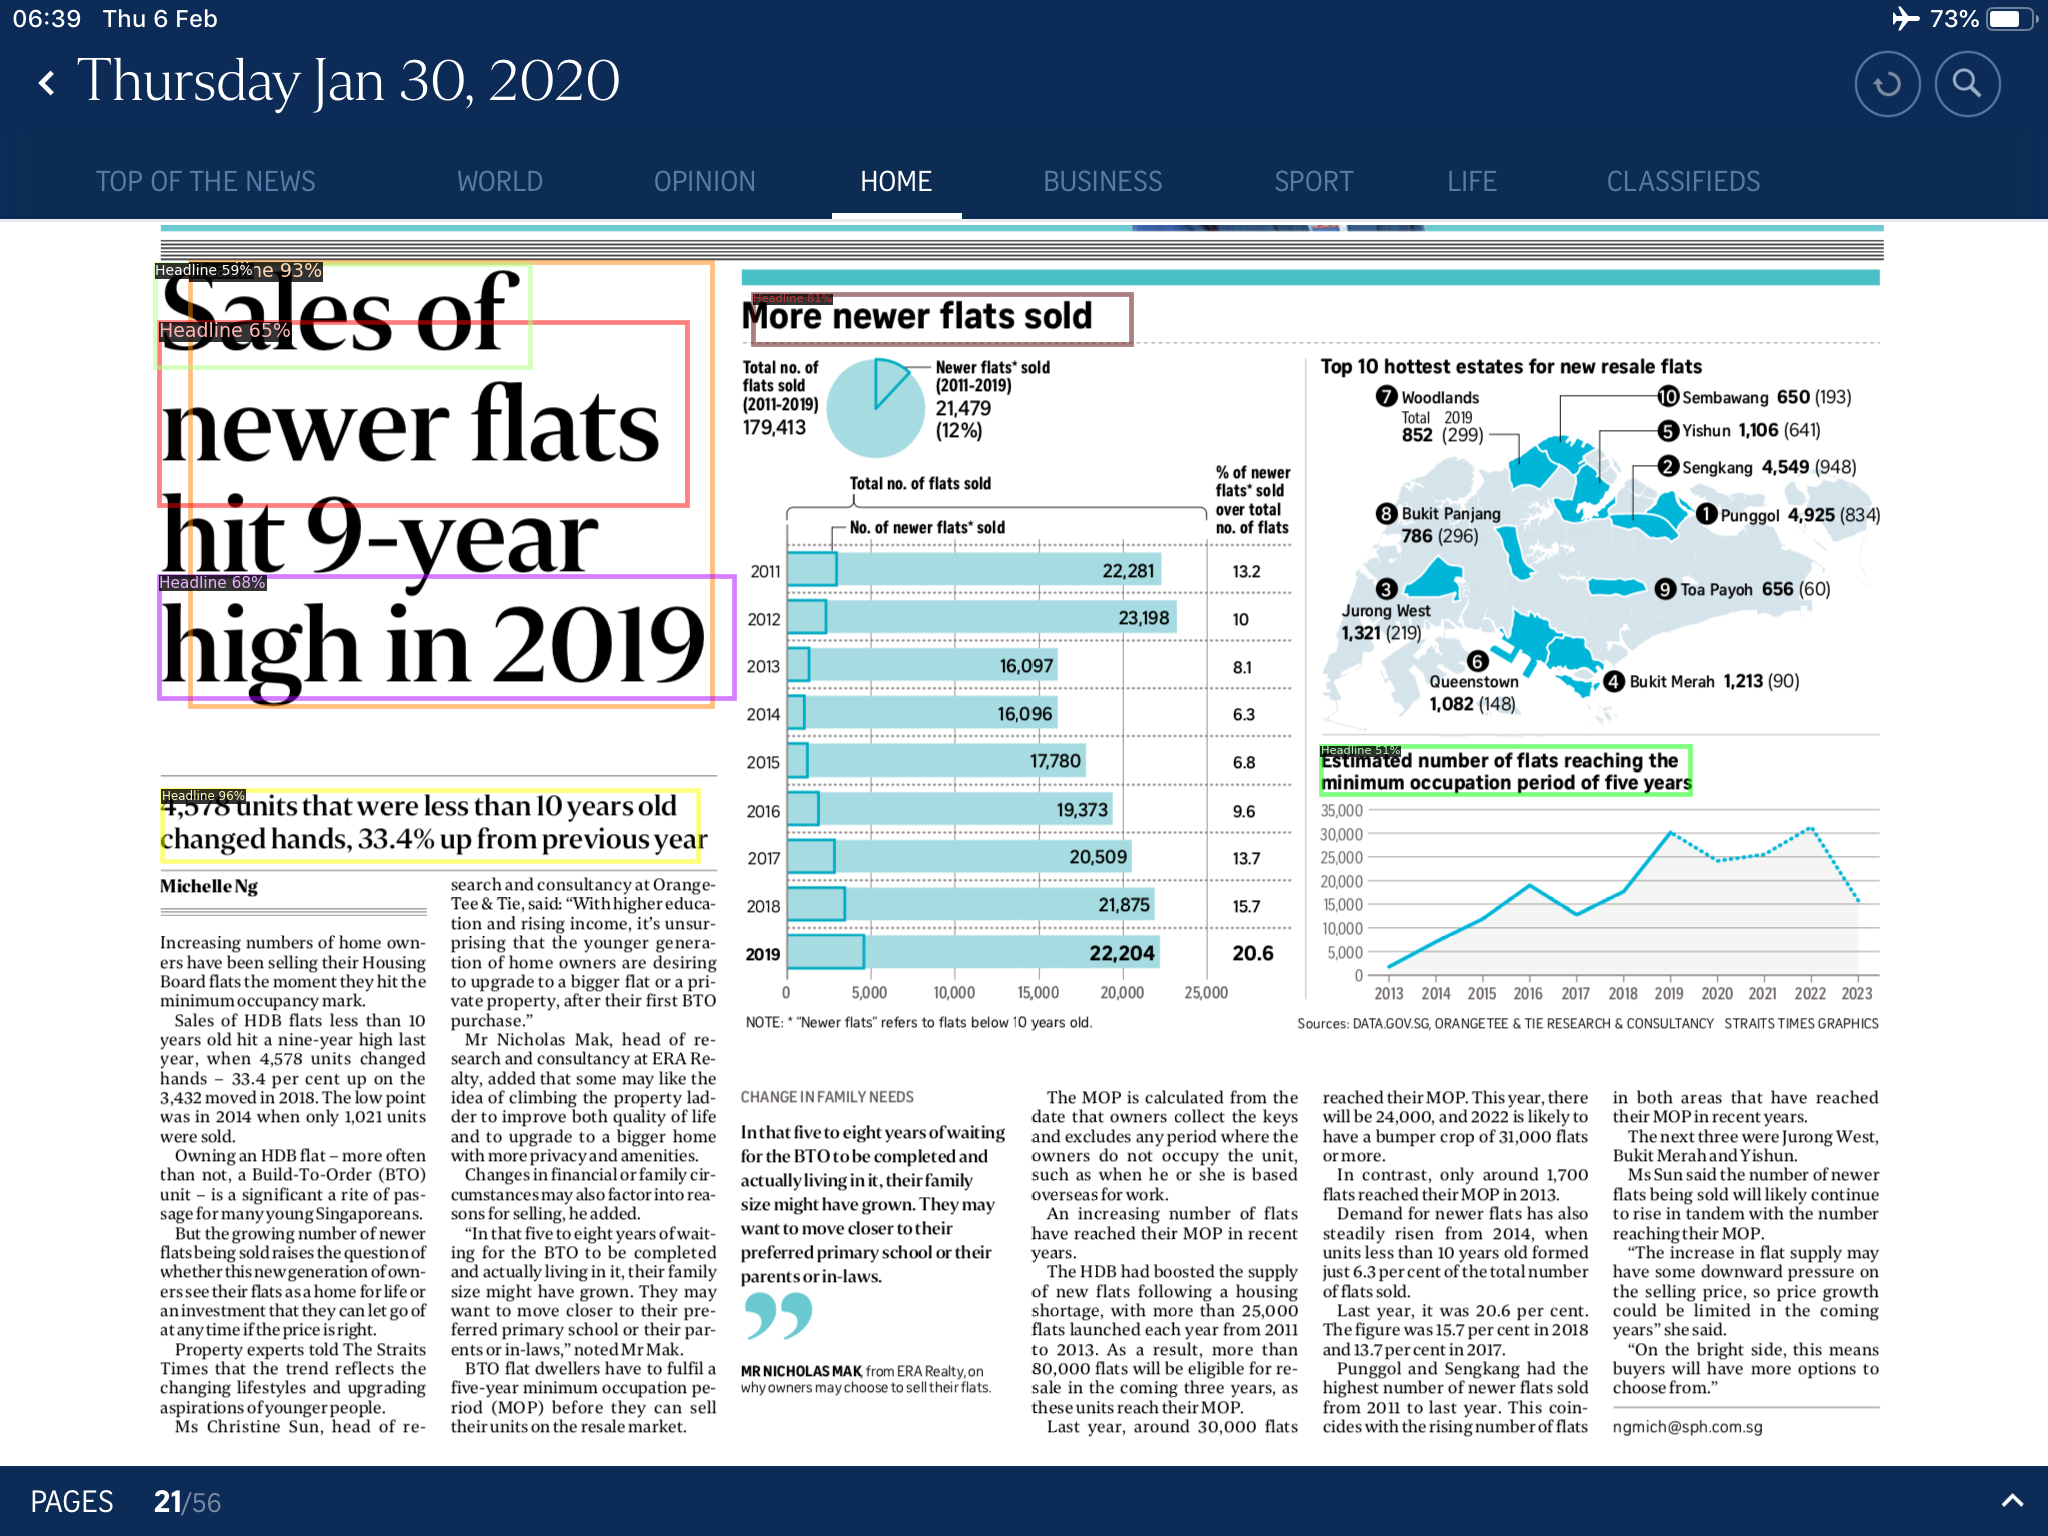 06:39 Thu 6 Feb
73%
Thursday Jan 30, 2020
TOP OF THE NEWS
WORLD
OPINION
HOME
BUSINESS
SPORT
LIFE
CLASSIFIEDS
Headline 59%
ne 93%
Sales of
Headline 65%
newer flats
hit 9-year
Headline 68%
high in 2019
Headline 96%
4,578 units that were less than 10 years old
changed hands, 33.4% up from previous year
Michelle Ng
Increasing numbers of home own-
ers have been selling their Housing
Board flats the moment they hit the
minimum occupancy mark.
Sales of HDB flats less than 10
years old hit a nine-year high last
year, when 4,578 units changed
hands – 33.4 per cent up on the
3,432 moved in 2018. The low point
was in 2014 when only 1,021 units
were sold.
Owning an HDB flat – more often
than not, a Build-To-Order (BTO)
unit – is a significant a rite of pas-
sage for many young Singaporeans.
But the growing number of newer
flats being sold raises the question of
whether this new generation of own-
ers see their flats as a home for life or
an investment that they can let go of
at any time if the price is right.
Property experts told The Straits
Times that the trend reflects the
changing lifestyles and upgrading
aspirations of younger people.
Ms Christine Sun, head of re-
search and consultancy at Orange-
Tee & Tie, said: “With higher educa-
tion and rising income, it’s unsur-
prising that the younger genera-
tion of home owners are desiring
to upgrade to a bigger flat or a pri-
vate property, after their first BTO
purchase.”
Mr Nicholas Mak, head of re-
search and consultancy at ERA Re-
alty, added that some may like the
idea of climbing the property lad-
der to improve both quality of life
and to upgrade to a bigger home
with more privacy and amenities.
Changes in financial or family cir-
cumstances may also factor into rea-
sons for selling, he added.
“In that five to eight years of wait-
ing for the BTO to be completed
and actually living in it, their family
size might have grown. They may
want to move closer to their pre-
ferred primary school or their par-
ents or in-laws,” noted Mr Mak.
BTO flat dwellers have to fulfil a
five-year minimum occupation pe-
riod (MOP) before they can sell
their units on the resale market.
Headline 81%
More newer flats sold
Total no. of
flats sold
(2011-2019)
179,413
Newer flats* sold
(2011-2019)
21,479
(12%)
Total no. of flats sold
No. of newer flats* sold
% of newer
flats* sold
over total
no. of flats
2011 22,281 13.2
2012 23,198 10
2013 16,097 8.1
2014 16,096 6.3
2015 17,780 6.8
2016 19,373 9.6
2017 20,509 13.7
2018 21,875 15.7
2019 22,204 20.6
0 5,000 10,000 15,000 20,000 25,000
NOTE: * “Newer flats” refers to flats below 10 years old.
Top 10 hottest estates for new resale flats
7 Woodlands
Total 2019
852 (299)
10 Sembawang 650 (193)
5 Yishun 1,106 (641)
2 Sengkang 4,549 (948)
1 Punggol 4,925 (834)
8 Bukit Panjang
786 (296)
3
Jurong West
1,321 (219)
9 Toa Payoh 656 (60)
6
Queenstown
1,082 (148)
4 Bukit Merah 1,213 (90)
Headline 51%
Estimated number of flats reaching the
minimum occupation period of five years
35,000
30,000
25,000
20,000
15,000
10,000
5,000
0
2013 2014 2015 2016 2017 2018 2019 2020 2021 2022 2023
Sources: DATA.GOV.SG, ORANGETEE & TIE RESEARCH & CONSULTANCY STRAITS TIMES GRAPHICS
CHANGE IN FAMILY NEEDS
In that five to eight years of waiting
for the BTO to be completed and
actually living in it, their family
size might have grown. They may
want to move closer to their
preferred primary school or their
parents or in-laws.
”
MR NICHOLAS MAK, from ERA Realty, on
why owners may choose to sell their flats.
The MOP is calculated from the
date that owners collect the keys
and excludes any period where the
owners do not occupy the unit,
such as when he or she is based
overseas for work.
An increasing number of flats
have reached their MOP in recent
years.
The HDB had boosted the supply
of new flats following a housing
shortage, with more than 25,000
flats launched each year from 2011
to 2013. As a result, more than
80,000 flats will be eligible for re-
sale in the coming three years, as
these units reach their MOP.
Last year, around 30,000 flats
reached their MOP. This year, there
will be 24,000, and 2022 is likely to
have a bumper crop of 31,000 flats
or more.
In contrast, only around 1,700
flats reached their MOP in 2013.
Demand for newer flats has also
steadily risen from 2014, when
units less than 10 years old formed
just 6.3 per cent of the total number
of flats sold.
Last year, it was 20.6 per cent.
The figure was 15.7 per cent in 2018
and 13.7 per cent in 2017.
Punggol and Sengkang had the
highest number of newer flats sold
from 2011 to last year. This coin-
cides with the rising number of flats
in both areas that have reached
their MOP in recent years.
The next three were Jurong West,
Bukit Merah and Yishun.
Ms Sun said the number of newer
flats being sold will likely continue
to rise in tandem with the number
reaching their MOP.
“The increase in flat supply may
have some downward pressure on
the selling price, so price growth
could be limited in the coming
years” she said.
“On the bright side, this means
buyers will have more options to
choose from.”
ngmich@sph.com.sg
PAGES 21/56